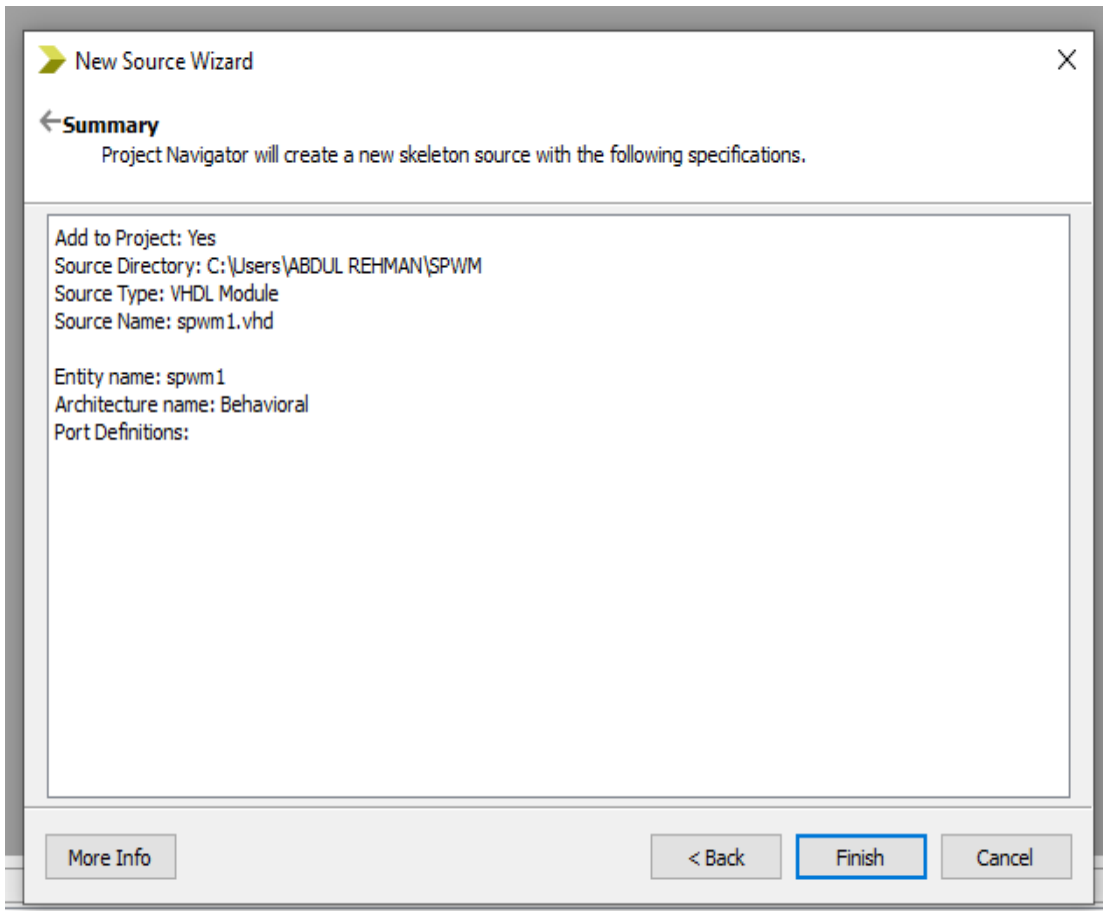 New Source Wizard
Summary
Project Navigator will create a new skeleton source with the following specifications.
Add to Project: Yes
Source Directory: C:\Users\ABDUL REHMAN\SPWM
Source Type: VHDL Module
Source Name: spwm1.vhd
Entity name: spwm1
Architecture name: Behavioral
Port Definitions:
More Info
< Back
Finish
Cancel